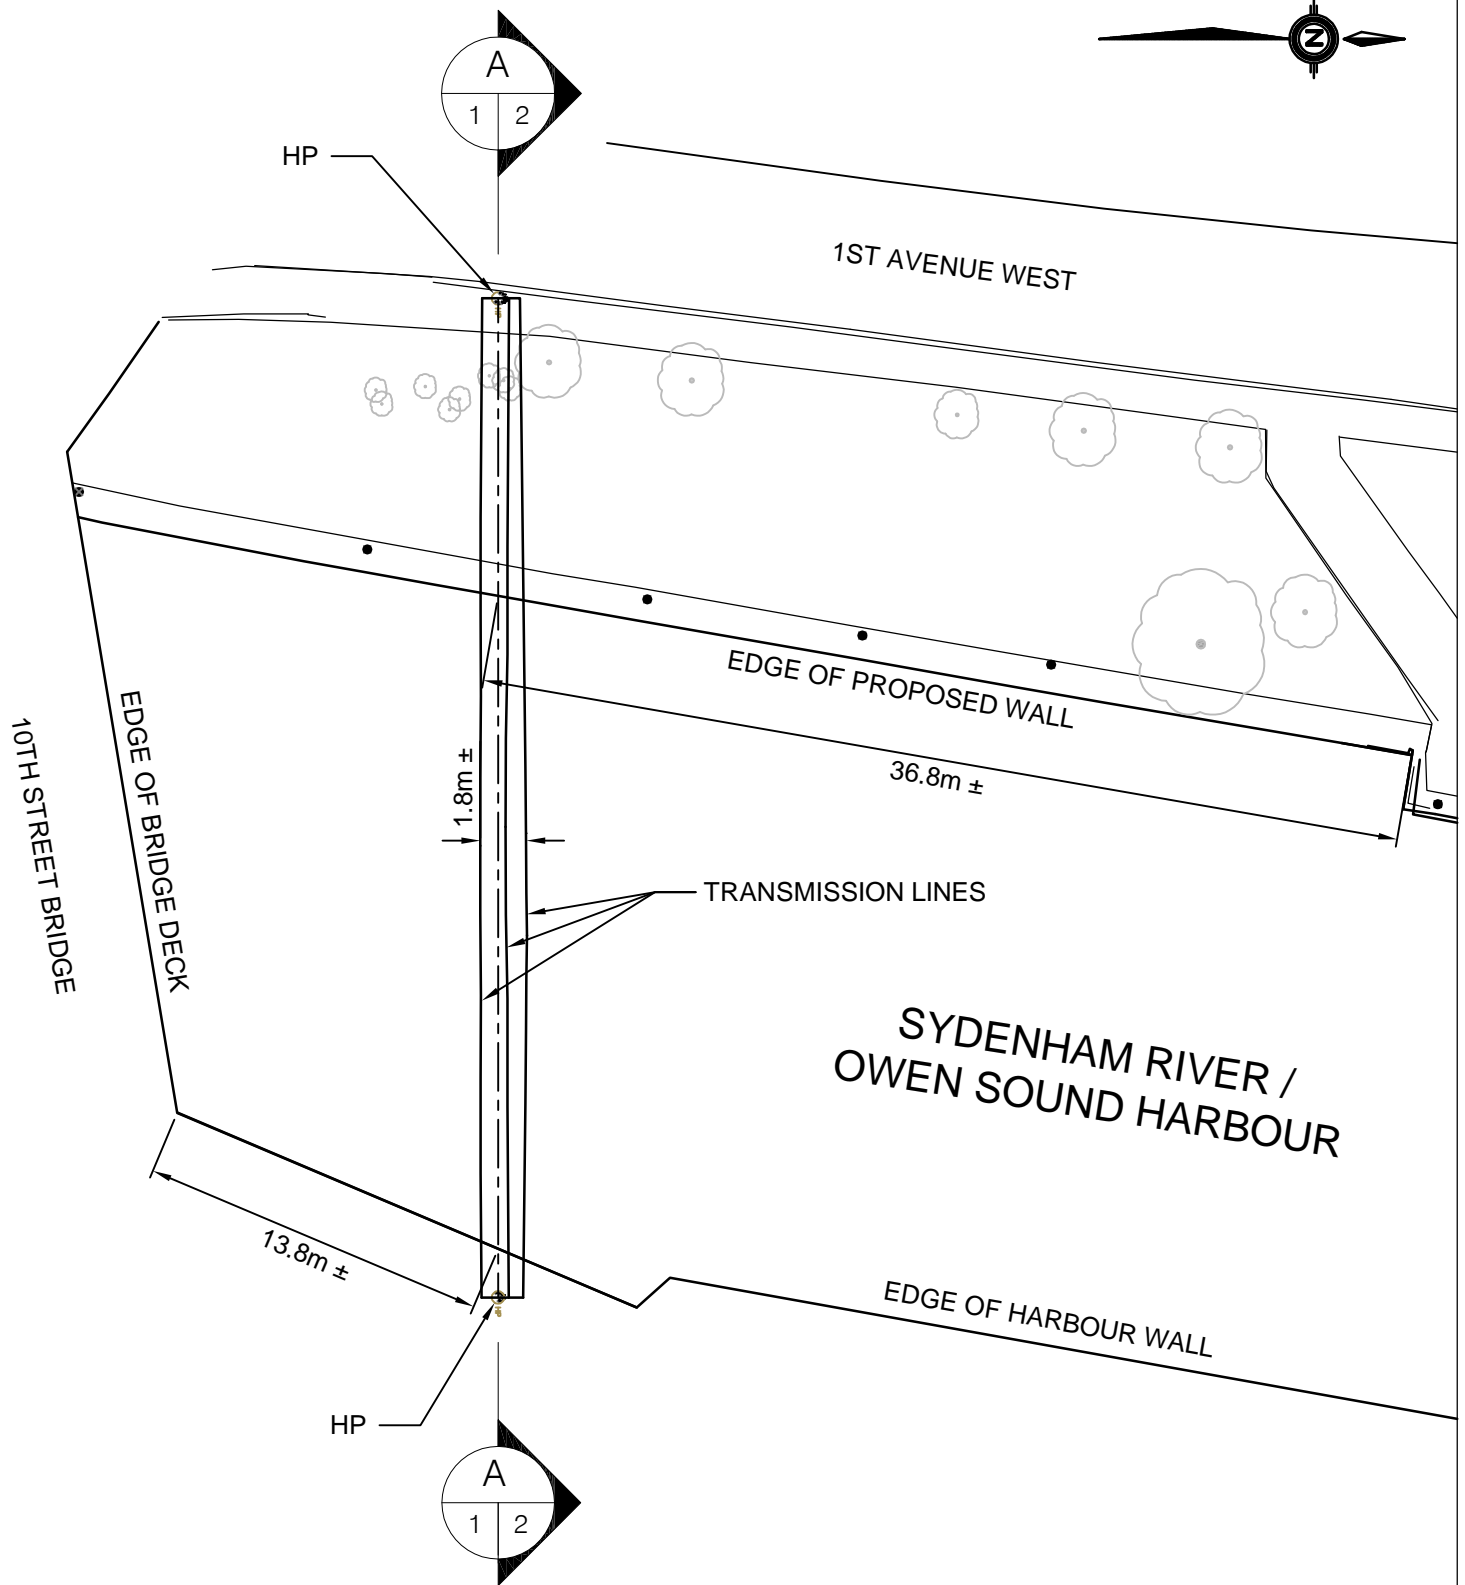 A
1 2
N
HP
1ST AVENUE WEST
EDGE OF PROPOSED WALL
36.8m ±
1.8m ±
EDGE OF BRIDGE DECK
10TH STREET BRIDGE
TRANSMISSION LINES
SYDENHAM RIVER /
OWEN SOUND HARBOUR
13.8m ±
EDGE OF HARBOUR WALL
HP
A
1 2